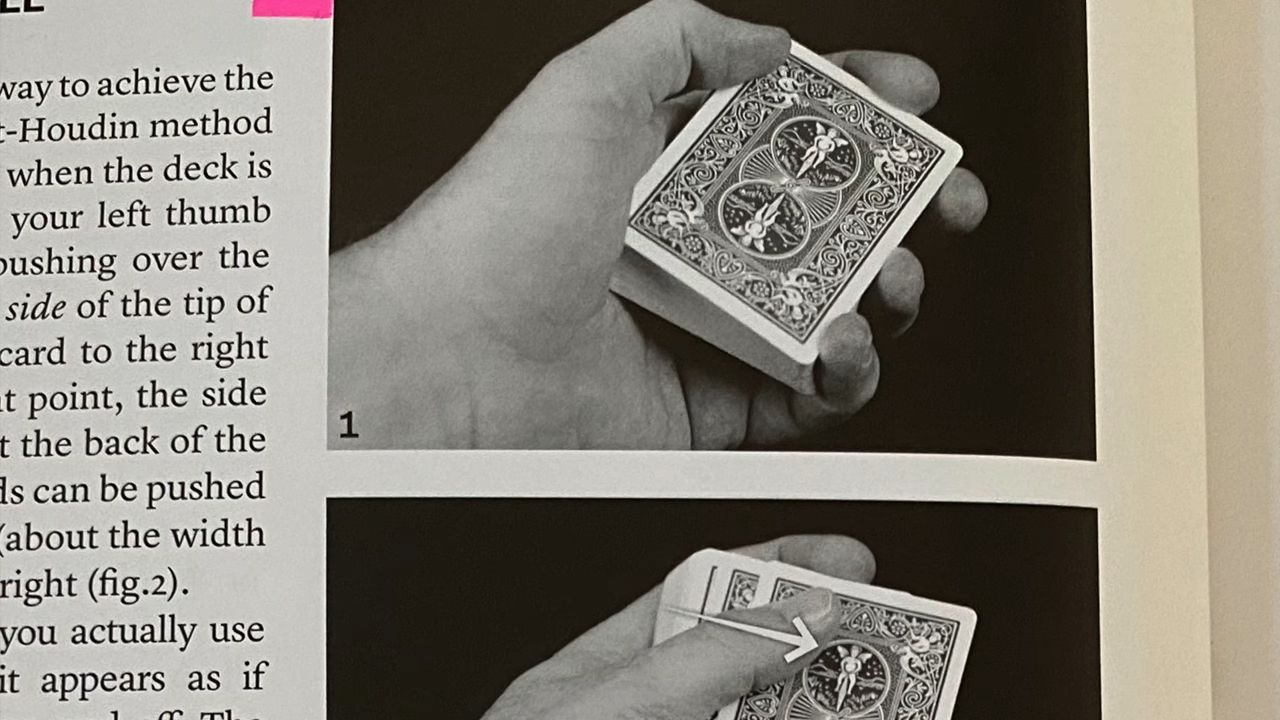 way to achieve the
t-Houdin method
when the deck is
your left thumb
pushing over the
side of the tip of
card to the right
t point, the side
t the back of the
ds can be pushed
(about the width
right (fig.2).
you actually use
it appears as if
1